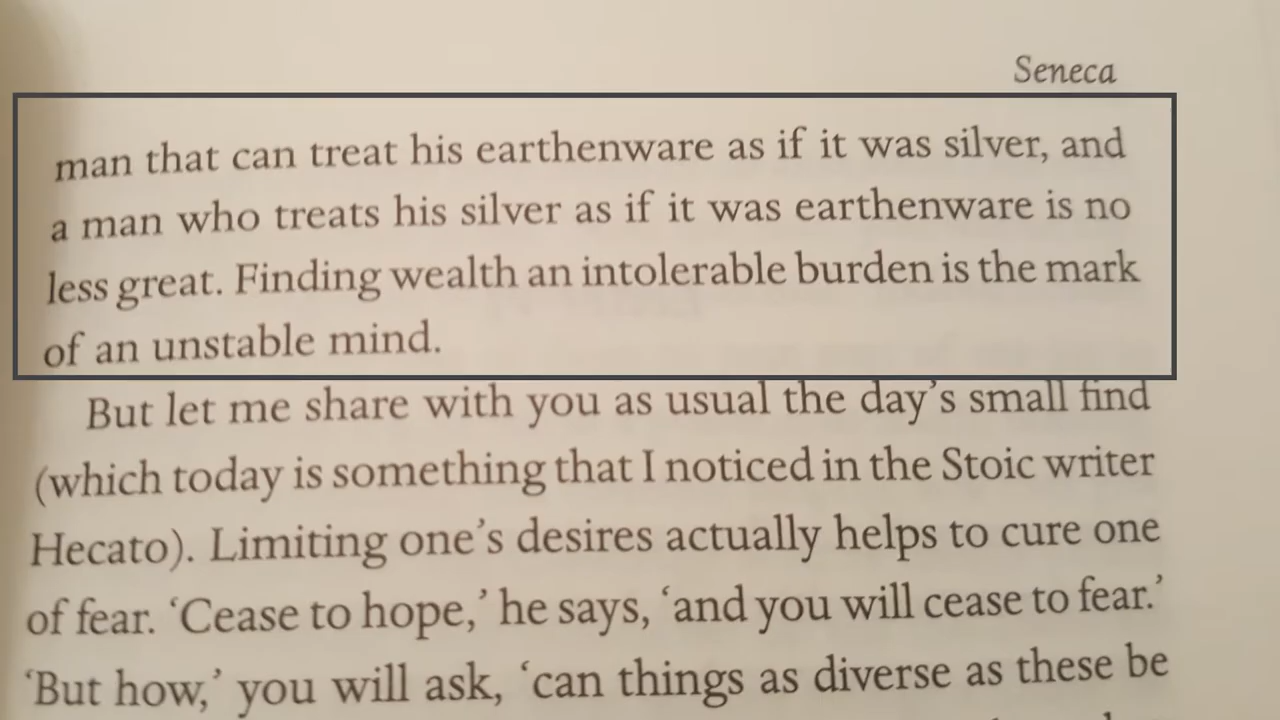 Seneca
man that can treat his earthenware as if it was silver, and
a man who treats his silver as if it was earthenware is no
less great. Finding wealth an intolerable burden is the mark
of an unstable mind.
But let me share with you as usual the day’s small find
(which today is something that I noticed in the Stoic writer
Hecato). Limiting one’s desires actually helps to cure one
of fear. ‘Cease to hope,’ he says, ‘and you will cease to fear.’
‘But how,’ you will ask, ‘can things as diverse as these be